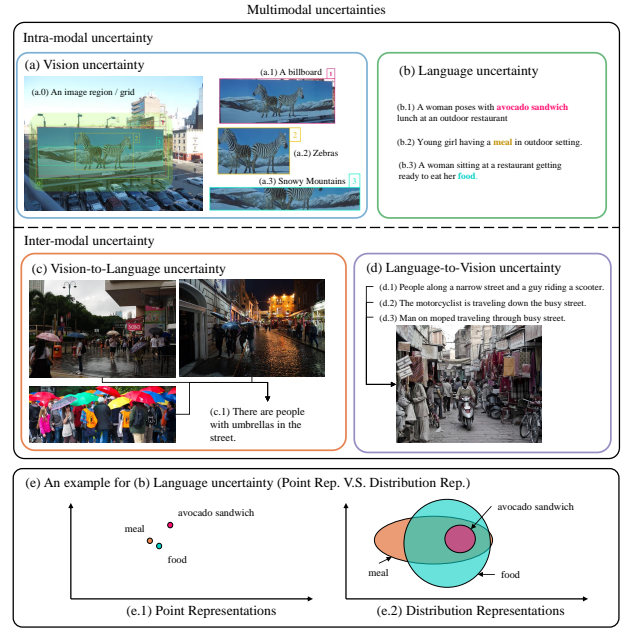 Multimodal uncertainties
Intra-modal uncertainty
(a) Vision uncertainty
(a.0) An image region / grid
(a.1) A billboard
1
2
(a.2) Zebras
(a.3) Snowy Mountains
3
(b) Language uncertainty
(b.1) A woman poses with avocado sandwich
lunch at an outdoor restaurant
(b.2) Young girl having a meal in outdoor setting.
(b.3) A woman sitting at a restaurant getting
ready to eat her food.
Inter-modal uncertainty
(c) Vision-to-Language uncertainty
(c.1) There are people
with umbrellas in the
street.
(d) Language-to-Vision uncertainty
(d.1) People along a narrow street and a guy riding a scooter.
(d.2) The motorcyclist is traveling down the busy street.
(d.3) Man on moped traveling through busy street.
(e) An example for (b) Language uncertainty (Point Rep. V.S. Distribution Rep.)
avocado sandwich
meal
food
(e.1) Point Representations
avocado sandwich
meal
food
(e.2) Distribution Representations